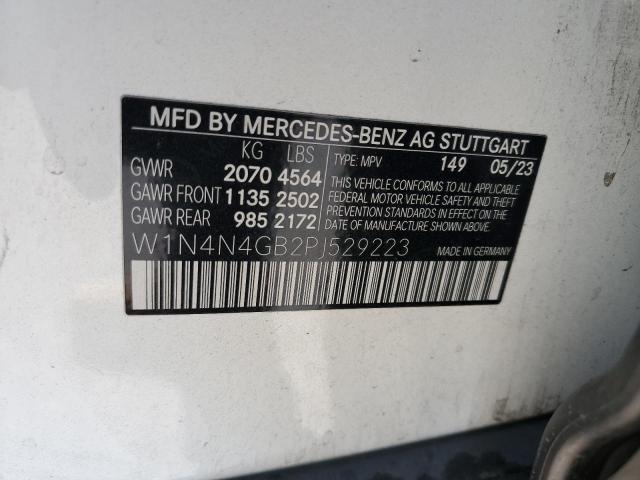 MFD BY MERCEDES-BENZ AG STUTTGART
KG LBS
GVWR 2070 4564
GAWR FRONT 1135 2502
GAWR REAR 985 2172
TYPE: MPV 149 05/23
THIS VEHICLE CONFORMS TO ALL APPLICABLE
FEDERAL MOTOR VEHICLE SAFETY AND THEFT
PREVENTION STANDARDS IN EFFECT ON THE
DATE OF MANUFACTURE SHOWN ABOVE.
W1N4N4GB2PJ529223
MADE IN GERMANY